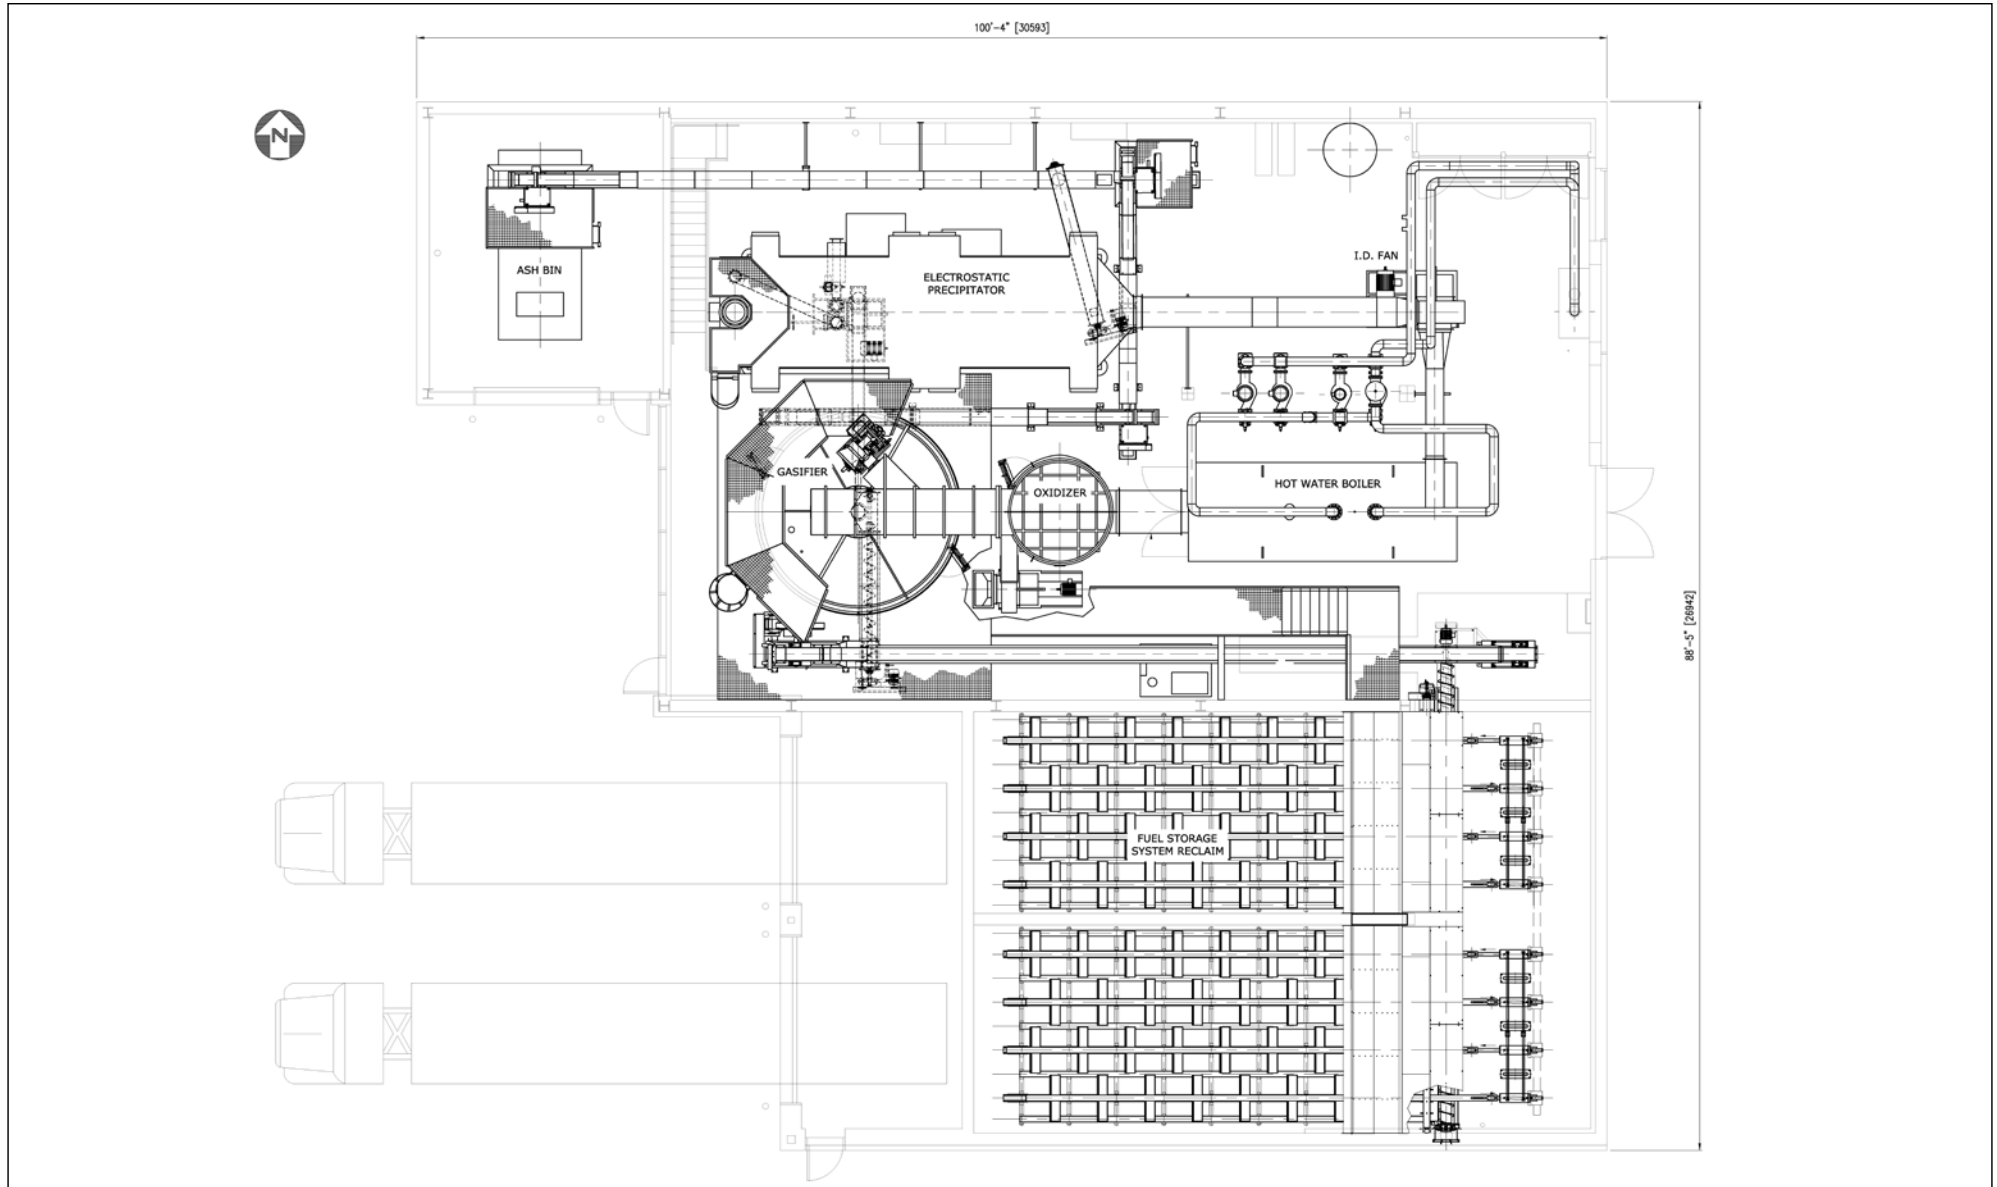 100'-4" [30593]
N
ASH BIN
ELECTROSTATIC
PRECIPITATOR
I.D. FAN
GASIFIER
OXIDIZER
HOT WATER BOILER
88'-5" [26942]
FUEL STORAGE
SYSTEM RECLAIM